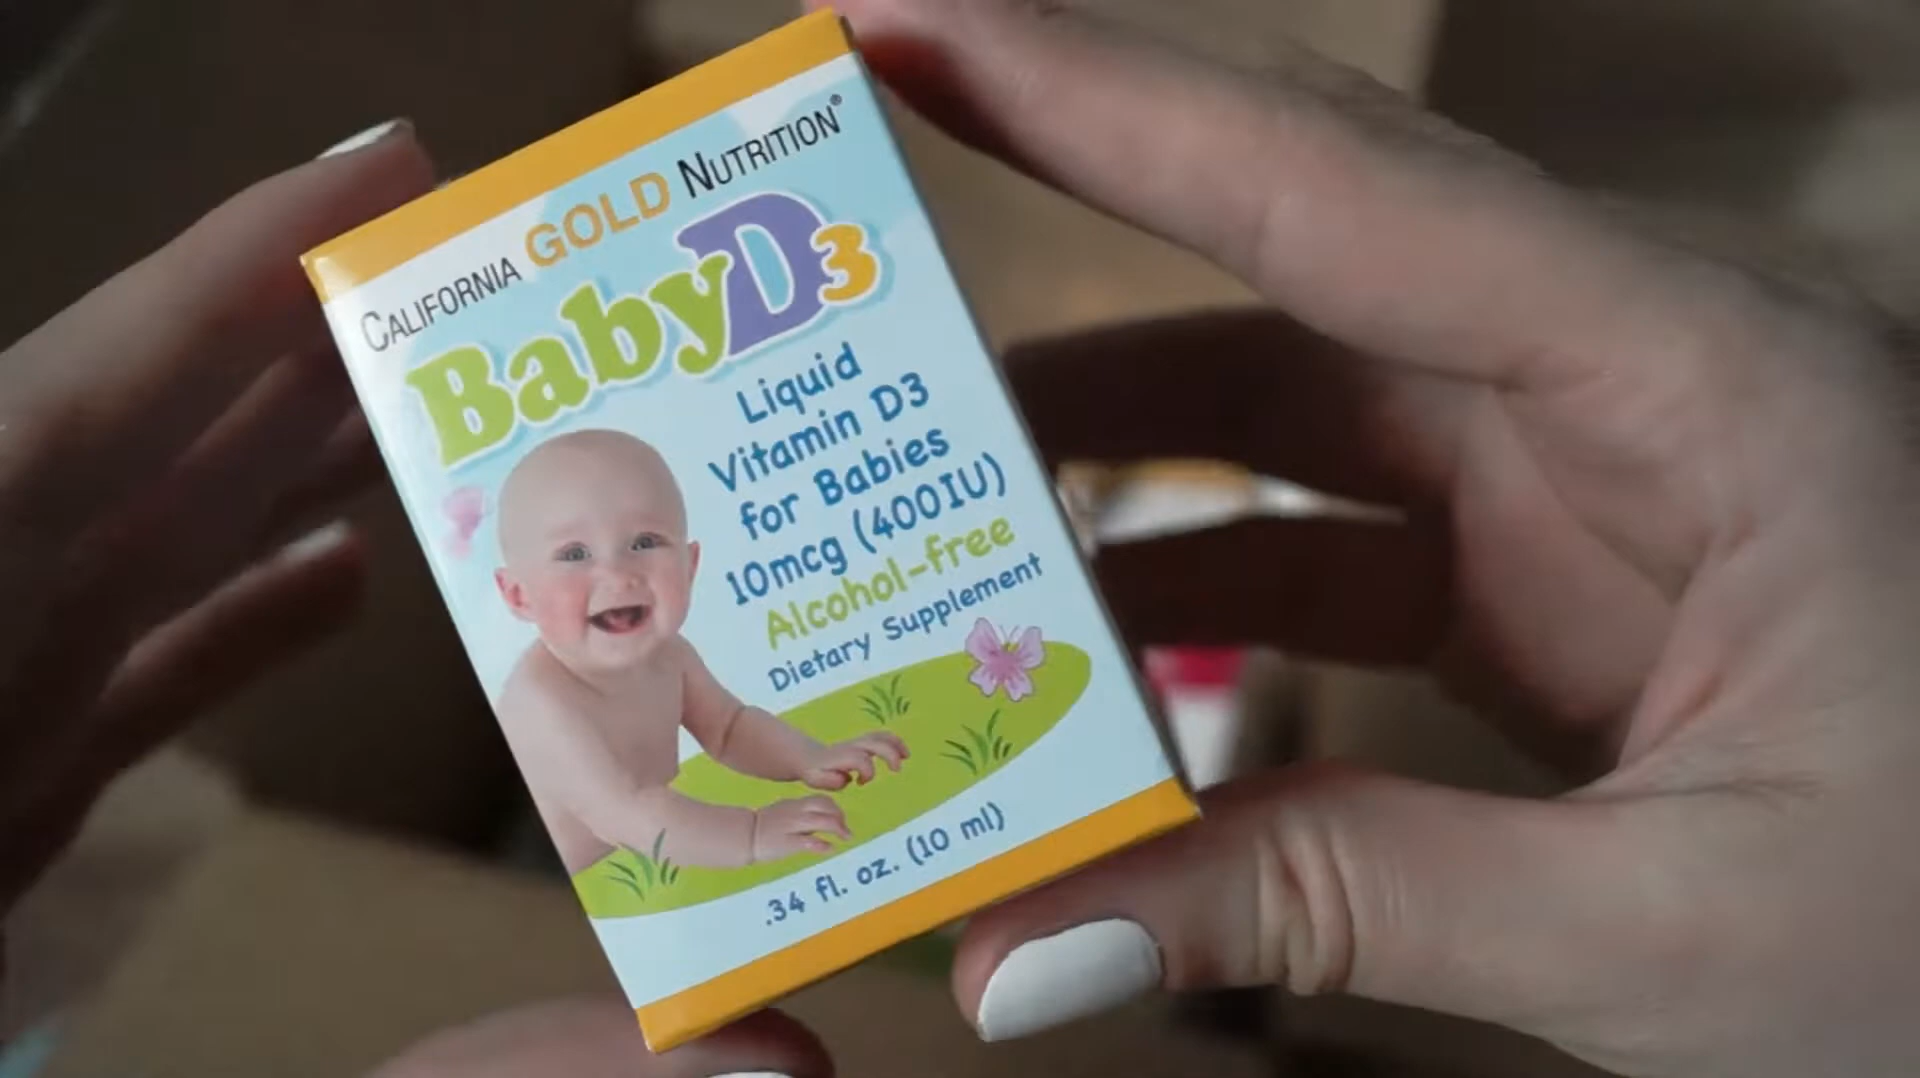 CALIFORNIA GOLD NUTRITION®
BabyD3
Liquid
Vitamin D3
for Babies
10mcg (400IU)
Alcohol-free
Dietary Supplement
.34 fl. oz. (10 ml)